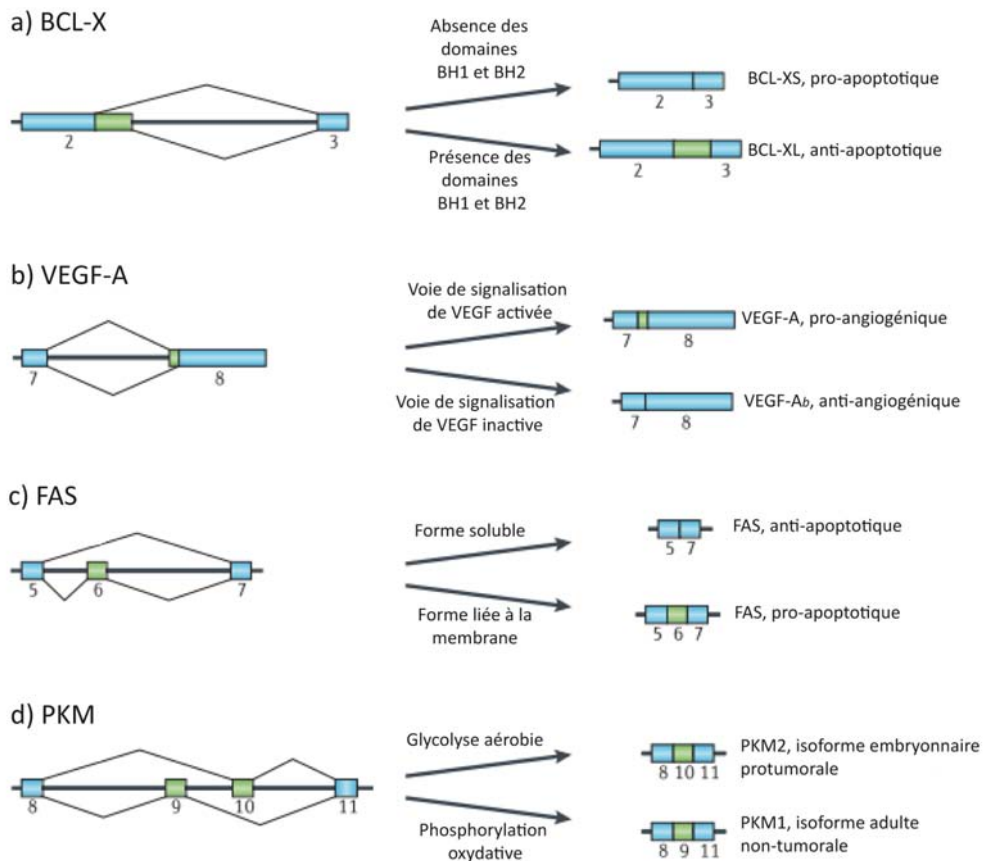 a) BCL-X
Absence des
domaines
BH1 et BH2
2
3
Présence des
domaines
BH1 et BH2
2 3
BCL-XS, pro-apoptotique
2 3
BCL-XL, anti-apoptotique
b) VEGF-A
7
8
Voie de signalisation
de VEGF activée
Voie de signalisation
de VEGF inactive
7 8
VEGF-A, pro-angiogénique
7 8
VEGF-Ab, anti-angiogénique
c) FAS
5 6 7
Forme soluble
Forme liée à la
membrane
5 7
FAS, anti-apoptotique
5 6 7
FAS, pro-apoptotique
d) PKM
8 9 10 11
Glycolyse aérobie
Phosphorylation
oxydative
8 10 11
PKM2, isoforme embryonnaire
protumorale
8 9 11
PKM1, isoforme adulte
non-tumorale